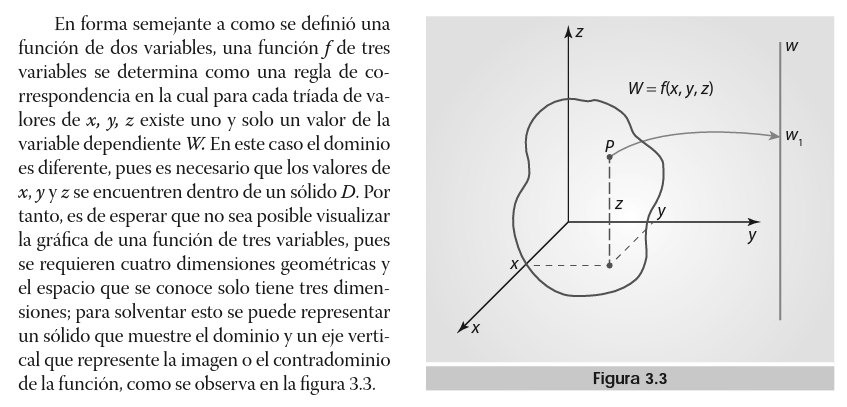 En forma semejante a como se definió una
función de dos variables, una función f de tres
variables se determina como una regla de co-
rrespondencia en la cual para cada tríada de va-
lores de x, y, z existe uno y solo un valor de la
variable dependiente W. En este caso el dominio
es diferente, pues es necesario que los valores de
x, y y z se encuentren dentro de un sólido D. Por
tanto, es de esperar que no sea posible visualizar
la gráfica de una función de tres variables, pues
se requieren cuatro dimensiones geométricas y
el espacio que se conoce solo tiene tres dimen-
siones; para solventar esto se puede representar
un sólido que muestre el dominio y un eje verti-
cal que represente la imagen o el contradominio
de la función, como se observa en la figura 3.3.
z
w
W = f(x, y, z)
P
w₁
z
y
y
x
x
Figura 3.3